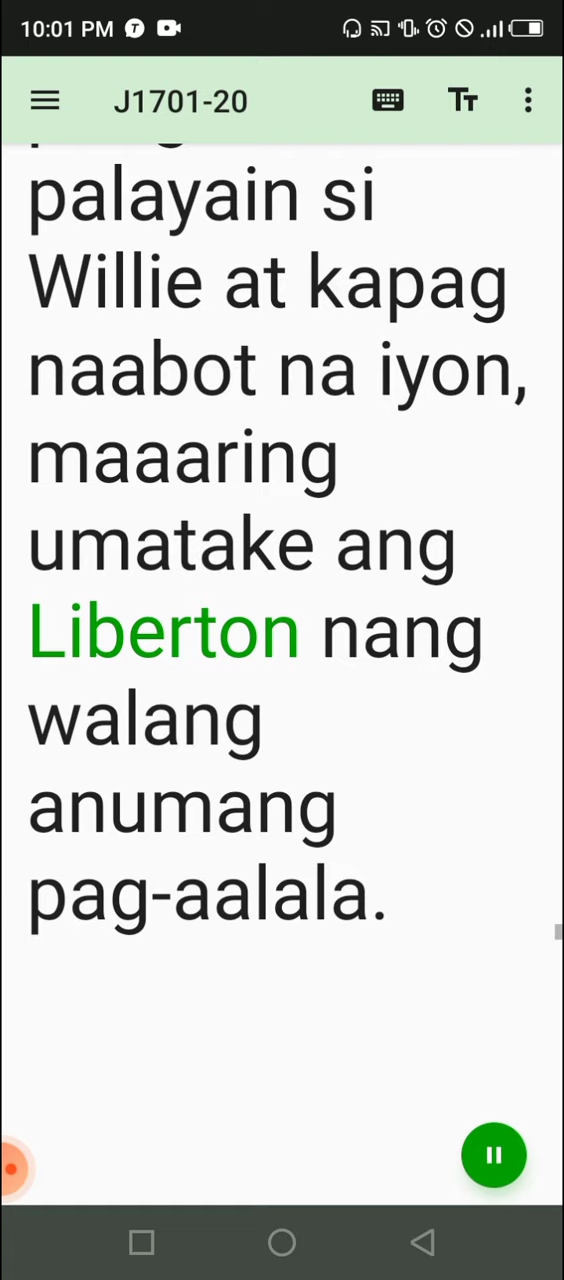 10:01 PM
J1701-20
palayain si
Willie at kapag
naabot na iyon,
maaaring
umatake ang
Liberton nang
walang
anumang
pag-aalala.